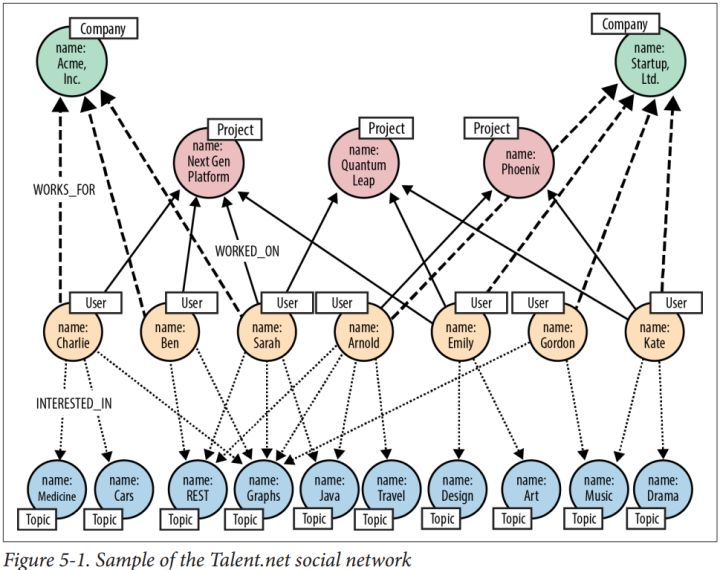 Company
name:
Acme,
Inc.
Company
name:
Startup,
Ltd.
Project
name:
Next Gen
Platform
Project
name:
Quantum
Leap
Project
name:
Phoenix
WORKS_FOR
WORKED_ON
User
name:
Charlie
User
name:
Ben
User
name:
Sarah
User
name:
Arnold
User
name:
Emily
User
name:
Gordon
User
name:
Kate
INTERESTED_IN
name:
Medicine
Topic
name:
Cars
Topic
name:
REST
Topic
name:
Graphs
Topic
name:
Java
Topic
name:
Travel
Topic
name:
Design
Topic
name:
Art
Topic
name:
Music
Topic
name:
Drama
Topic
Figure 5-1. Sample of the Talent.net social network